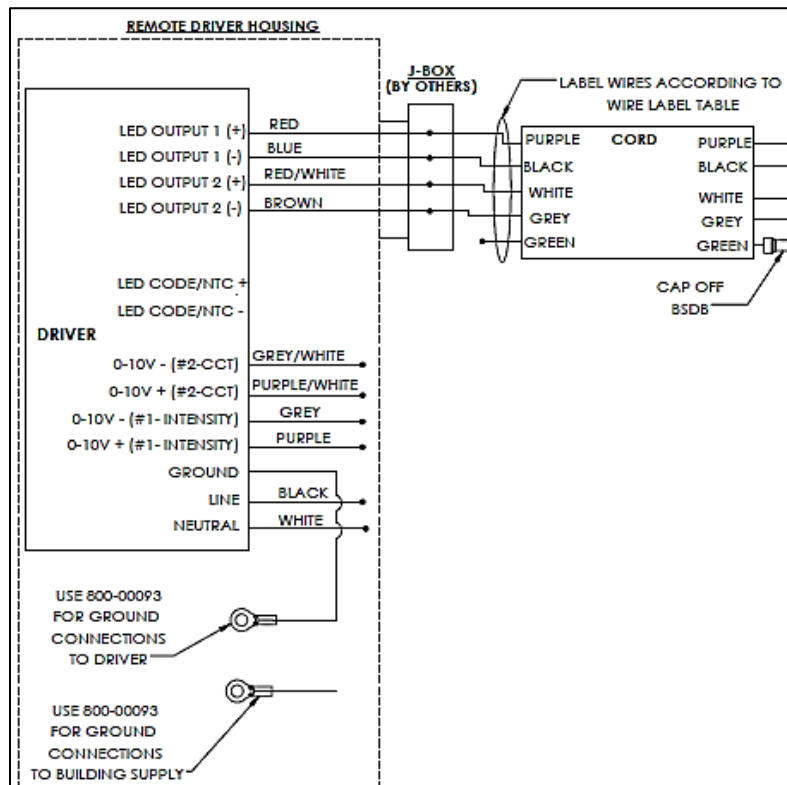 REMOTE DRIVER HOUSING
J-BOX
(BY OTHERS)
LABEL WIRES ACCORDING TO
WIRE LABEL TABLE
LED OUTPUT 1 (+)
RED
LED OUTPUT 1 (-)
BLUE
LED OUTPUT 2 (+)
RED/WHITE
LED OUTPUT 2 (-)
BROWN
PURPLE
CORD
PURPLE
BLACK
BLACK
WHITE
WHITE
GREY
GREY
GREEN
GREEN
CAP OFF
BSDB
LED CODE/NTC +
LED CODE/NTC -
DRIVER
0-10V - (#2-CCT)
GREY/WHITE
0-10V + (#2-CCT)
PURPLE/WHITE
0-10V - (#1- INTENSITY)
GREY
0-10V + (#1- INTENSITY)
PURPLE
GROUND
LINE
BLACK
NEUTRAL
WHITE
USE 800-00093
FOR GROUND
CONNECTIONS
TO DRIVER
USE 800-00093
FOR GROUND
CONNECTIONS
TO BUILDING SUPPLY